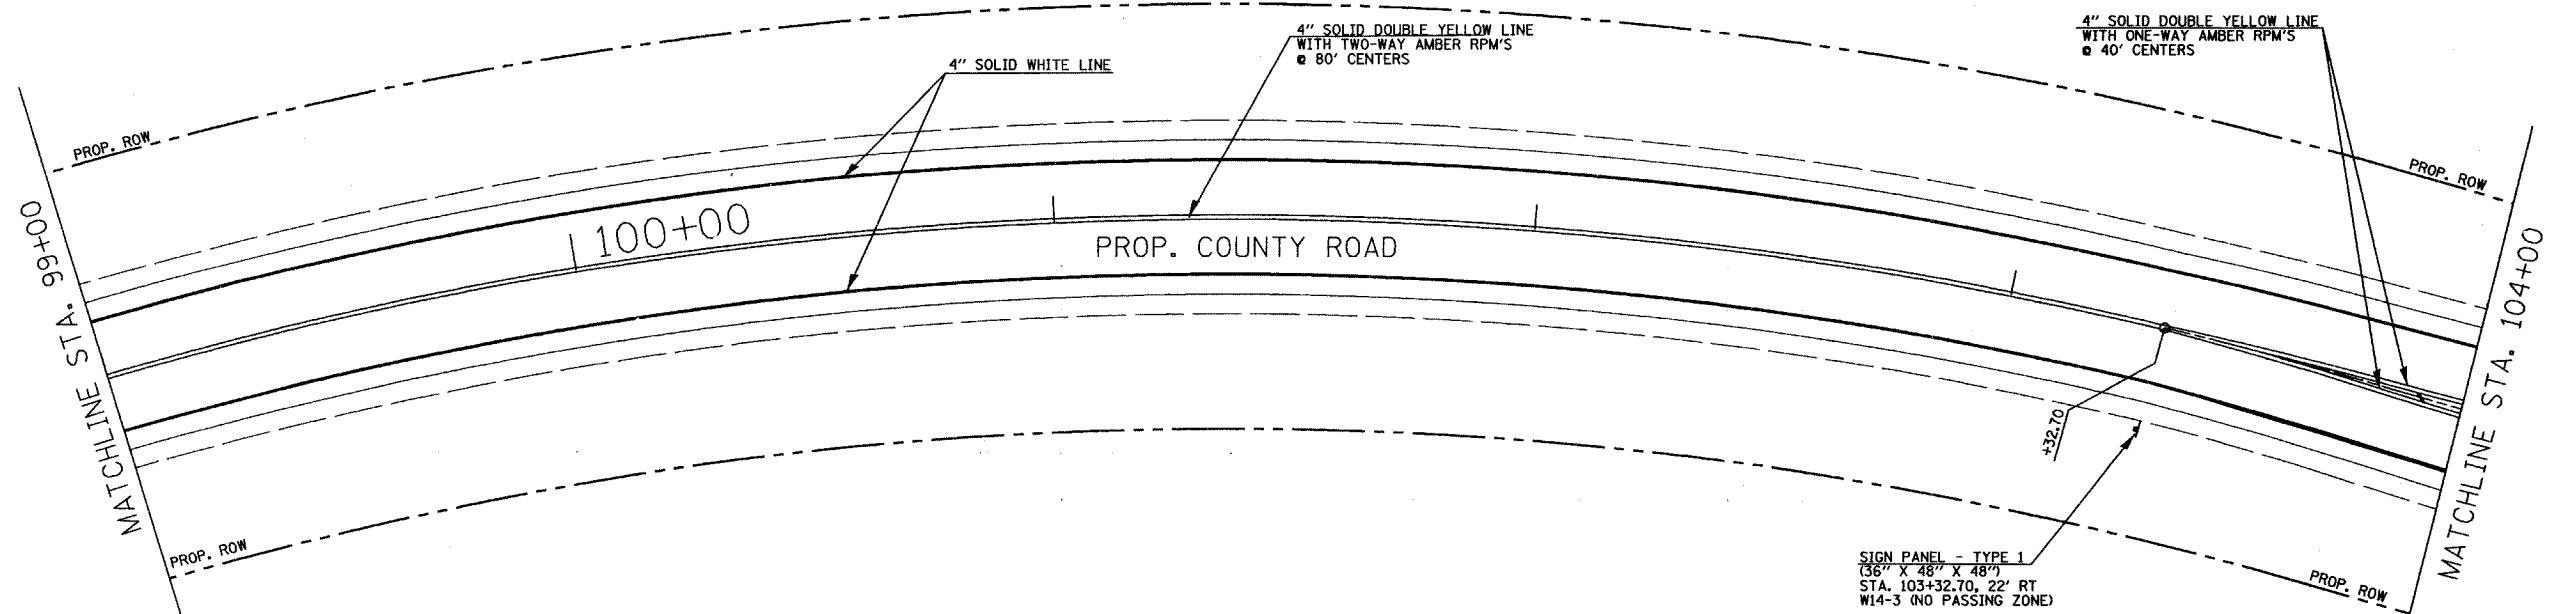 4" SOLID DOUBLE YELLOW LINE
WITH TWO-WAY AMBER RPM'S
@ 80' CENTERS
4" SOLID DOUBLE YELLOW LINE
WITH ONE-WAY AMBER RPM'S
@ 40' CENTERS
4" SOLID WHITE LINE
PROP. ROW
PROP. ROW
MATCHLINE STA. 99+00
100+00
PROP. COUNTY ROAD
MATCHLINE STA. 104+00
+32.70
PROP. ROW
SIGN PANEL - TYPE 1
(36" X 48" X 48")
STA. 103+32.70, 22' RT
W14-3 (NO PASSING ZONE)
PROP. ROW